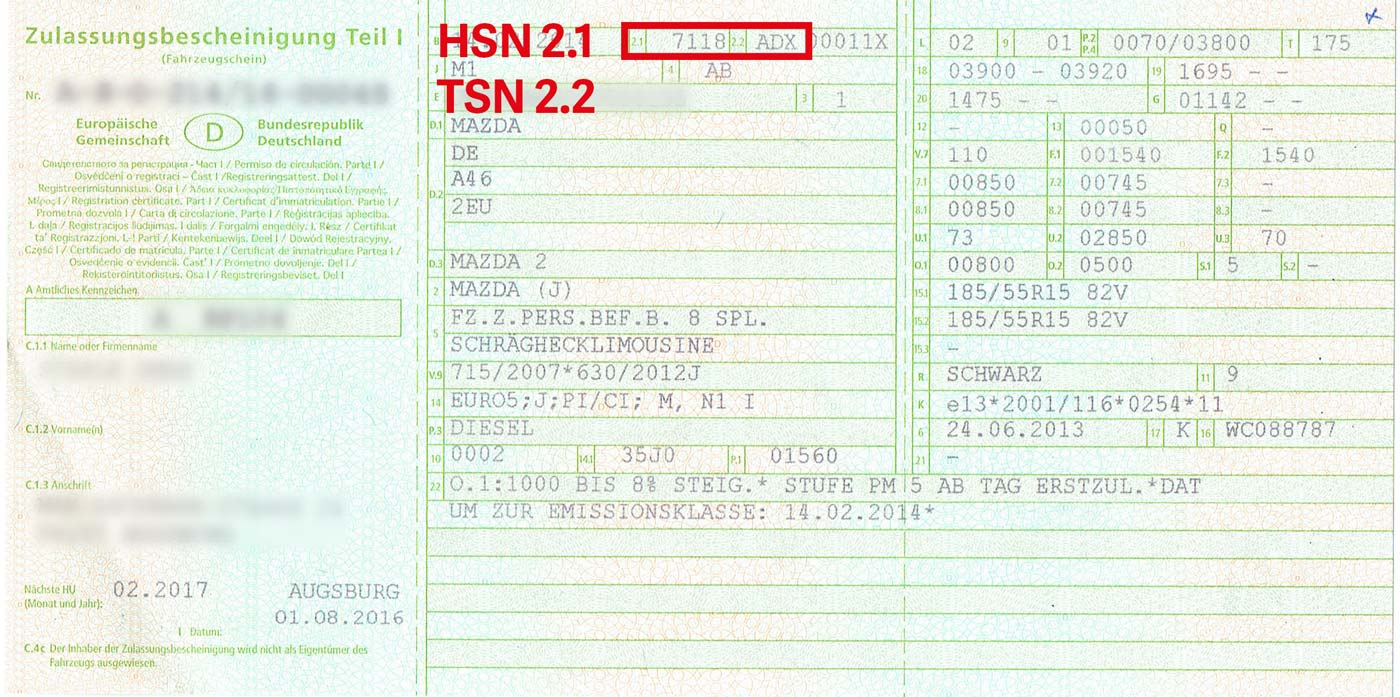 Zulassungsbescheinigung Teil I
(Fahrzeugschein)
Nr.
Europäische Gemeinschaft D Bundesrepublik Deutschland
A Amtliches Kennzeichen
C.1.1 Name oder Firmenname
C.1.2 Vorname(n)
C.1.3 Anschrift
Nächste HU (Monat und Jahr): 02.2017 AUGSBURG
01.08.2016
I Datum:
C.4c Der Inhaber der Zulassungsbescheinigung wird nicht als Eigentümer des
Fahrzeugs ausgewiesen.
HSN 2.1
TSN 2.2
B 2.1 7118 2.2 ADX 00011X
J M1 4 AB
E 3 1
D.1 MAZDA
DE
D.2 A46
2EU
D.3 MAZDA 2
2 MAZDA (J)
5 FZ.Z.PERS.BEF.B. 8 SPL.
SCHRÄGHECKLIMOUSINE
V.9 715/2007*630/2012J
14 EURO5;J;PI/CI; M, N1 I
P.3 DIESEL
10 0002 14.1 35J0 P.1 01560
22 O.1:1000 BIS 8% STEIG.* STUFE PM 5 AB TAG ERSTZUL.*DAT
UM ZUR EMISSIONSKLASSE: 14.02.2014*
L 02 9 01 P.2 P.4 0070/03800 T 175
18 03900 - 03920 19 1695 - -
20 1475 - - G 01142 - -
12 - 13 00050 Q -
V.7 110 F.1 001540 F.2 1540
7.1 00850 7.2 00745 7.3 -
8.1 00850 8.2 00745 8.3 -
U.1 73 U.2 02850 U.3 70
O.1 00800 O.2 0500 S.1 5 S.2 -
15.1 185/55R15 82V
15.2 185/55R15 82V
15.3 -
R SCHWARZ 11 9
K e13*2001/116*0254*11
6 24.06.2013 17 K 16 WC088787
21 -